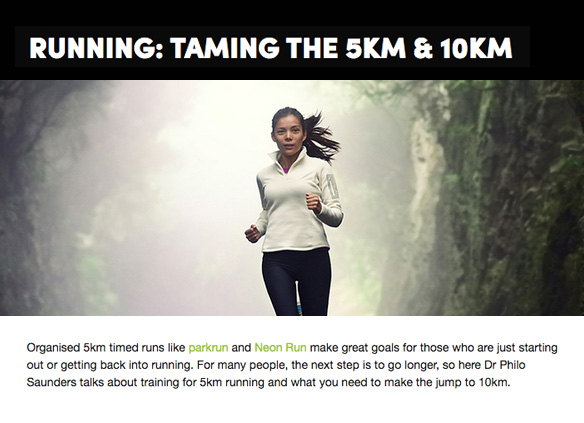 RUNNING: TAMING THE 5KM & 10KM
Organised 5km timed runs like parkrun and Neon Run make great goals for those who are just starting
out or getting back into running. For many people, the next step is to go longer, so here Dr Philo
Saunders talks about training for 5km running and what you need to make the jump to 10km.